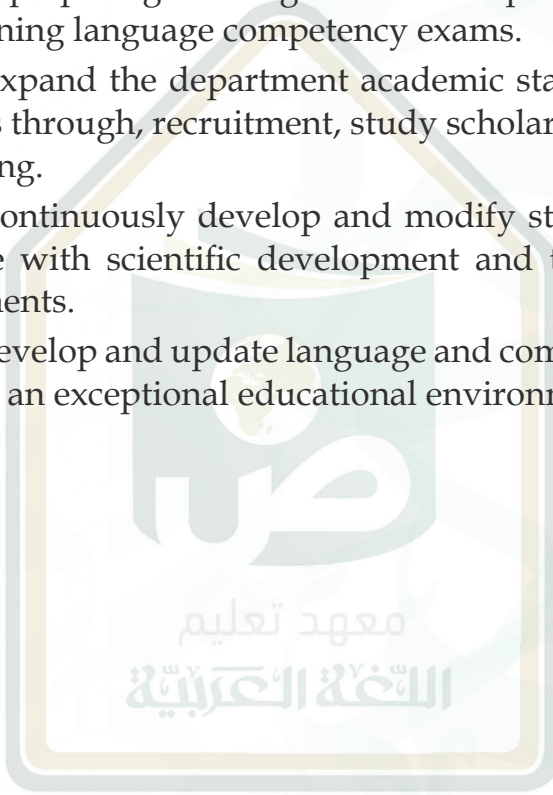 ning language competency exams.
xpand the department academic sta
s through, recruitment, study scholar
ng.
ontinuously develop and modify st
e with scientific development and t
ents.
evelop and update language and com
an exceptional educational environ
ص
معهد تعليم
اللغة العربية